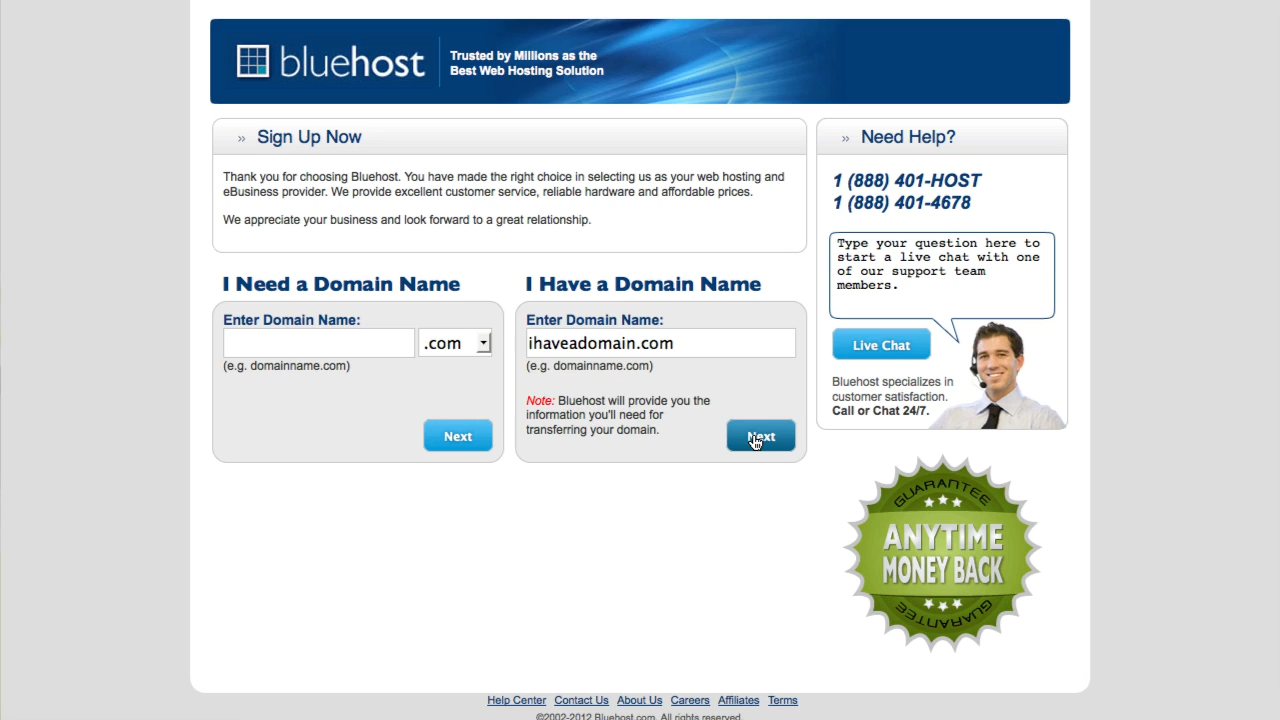 bluehost
Trusted by Millions as the
Best Web Hosting Solution
» Sign Up Now
Thank you for choosing Bluehost. You have made the right choice in selecting us as your web hosting and
eBusiness provider. We provide excellent customer service, reliable hardware and affordable prices.
We appreciate your business and look forward to a great relationship.
I Need a Domain Name
Enter Domain Name:
.com
(e.g. domainname.com)
Next
I Have a Domain Name
Enter Domain Name:
ihaveadomain.com
(e.g. domainname.com)
Note: Bluehost will provide you the
information you'll need for
transferring your domain.
Next
» Need Help?
1 (888) 401-HOST
1 (888) 401-4678
Type your question here to
start a live chat with one
of our support team
members.
Live Chat
Bluehost specializes in
customer satisfaction.
Call or Chat 24/7.
GUARANTEE
ANYTIME
MONEY BACK
GUARANTEE
Help Center Contact Us About Us Careers Affiliates Terms
©2002-2012 Bluehost.com. All rights reserved